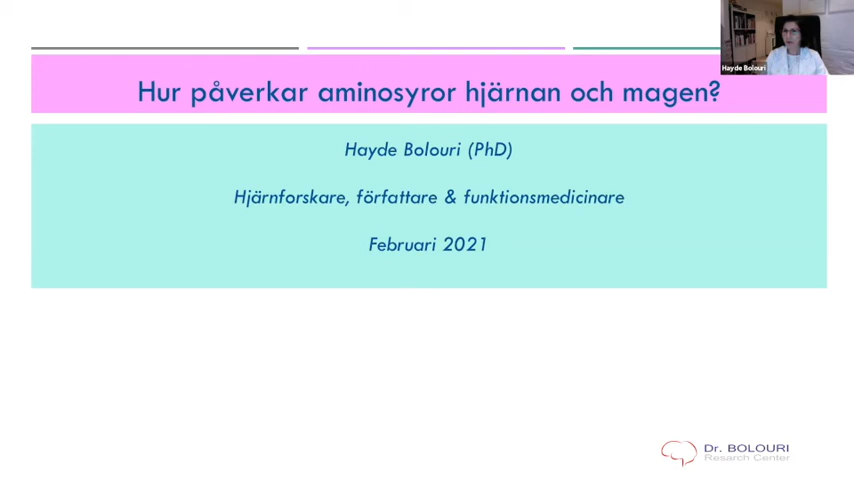 Hayde Bolouri
Hur påverkar aminosyror hjärnan och magen?
Hayde Bolouri (PhD)
Hjärnforskare, författare & funktionsmedicinare
Februari 2021
Dr. BOLOURI
Resarch Center